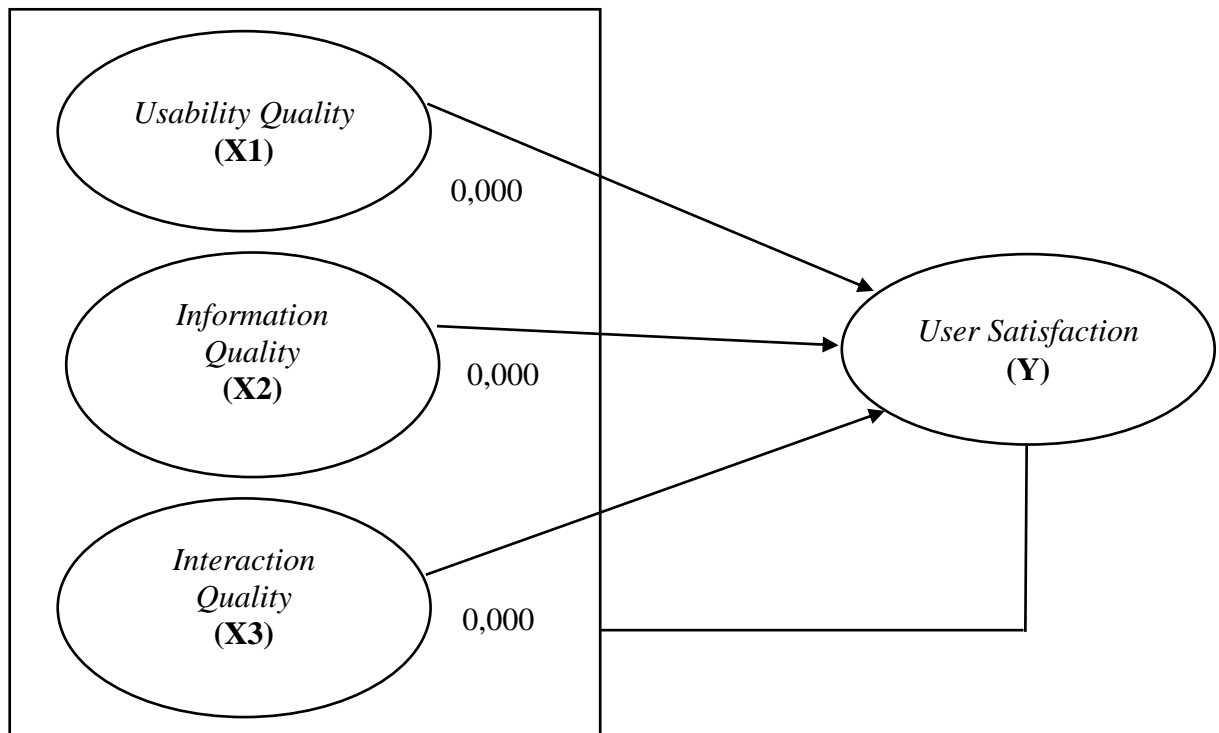 Usability Quality
(X1)
0,000
Information
Quality
(X2)
0,000
Interaction
Quality
(X3)
0,000
User Satisfaction
(Y)